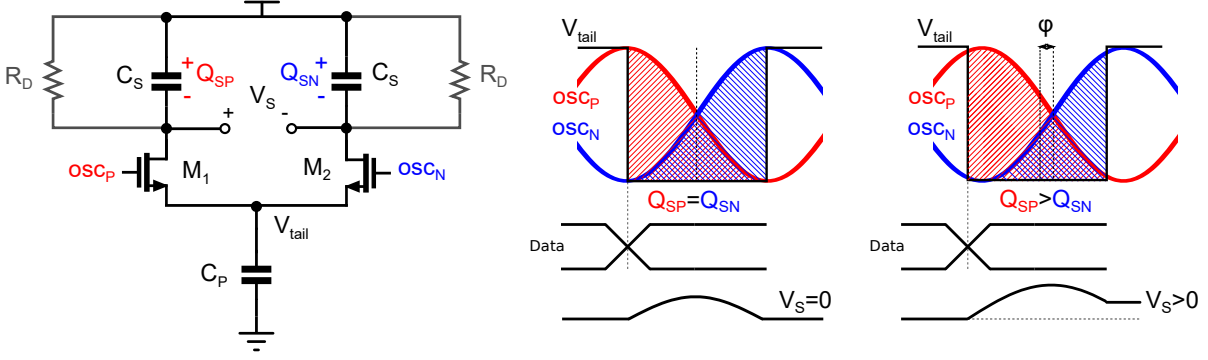 R_D
C_S
+
-
Q_SP
Q_SN
+
-
C_S
R_D
+
V_S
-
OSC_P
M_1
M_2
OSC_N
V_tail
C_P
V_tail
OSC_P
OSC_N
Q_SP=Q_SN
Data
V_S=0
V_tail
φ
OSC_P
OSC_N
Q_SP>Q_SN
Data
V_S>0